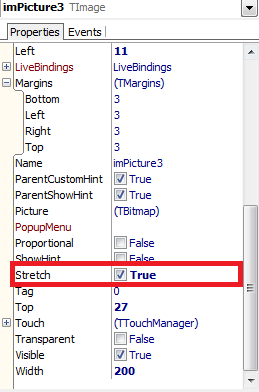 imPicture3 TImage
Properties Events
Left 11
LiveBindings LiveBindings
Margins (TMargins)
Bottom 3
Left 3
Right 3
Top 3
Name imPicture3
ParentCustomHint True
ParentShowHint True
Picture (TBitmap)
PopupMenu
Proportional False
ShowHint False
Stretch True
Tag 0
Top 27
Touch (TTouchManager)
Transparent False
Visible True
Width 200